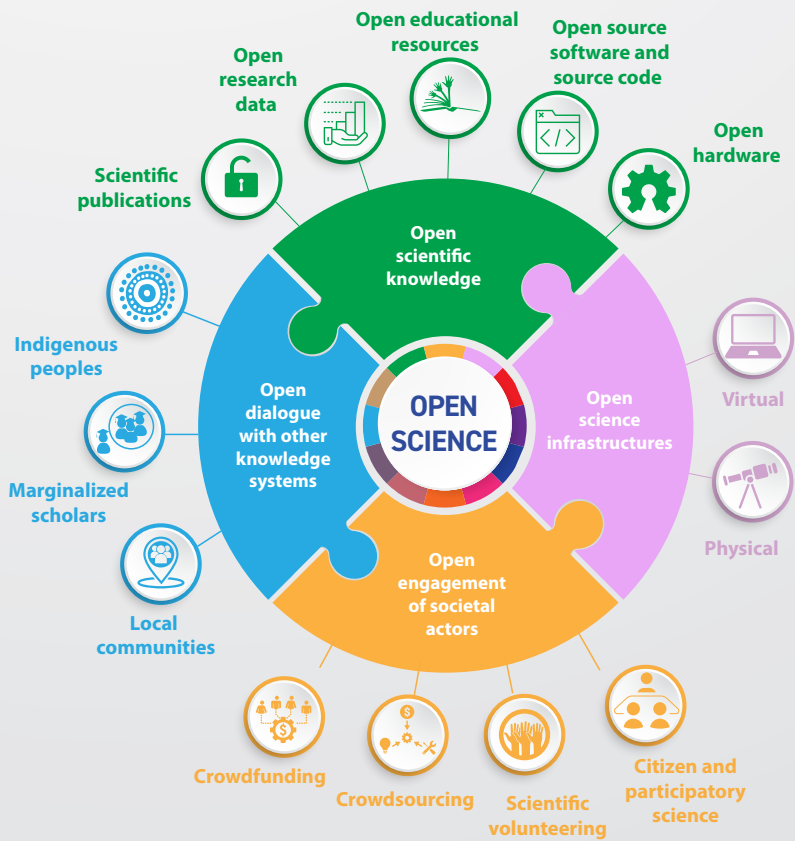 Open educational
resources
Open source
software and
source code
Open
research
data
Open
hardware
Scientific
publications
Open
scientific
knowledge
Indigenous
peoples
Virtual
Open
dialogue
with other
knowledge
systems
OPEN
SCIENCE
Open
science
infrastructures
Marginalized
scholars
Physical
Open
engagement
of societal
actors
Local
communities
Crowdfunding
Crowdsourcing
Scientific
volunteering
Citizen and
participatory
science